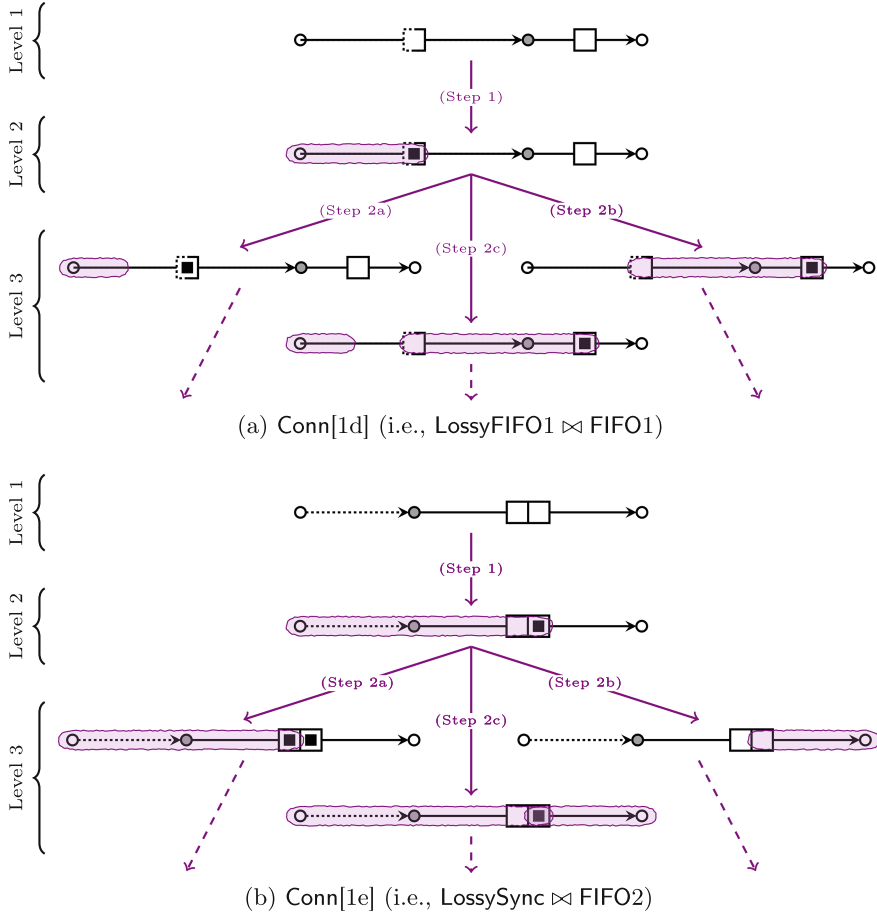 Level 1
(Step 1)
Level 2
(Step 2a)
(Step 2b)
(Step 2c)
Level 3
(a) Conn[1d] (i.e., LossyFIFO1 ⋈ FIFO1)
Level 1
(Step 1)
Level 2
(Step 2a)
(Step 2b)
(Step 2c)
Level 3
(b) Conn[1e] (i.e., LossySync ⋈ FIFO2)